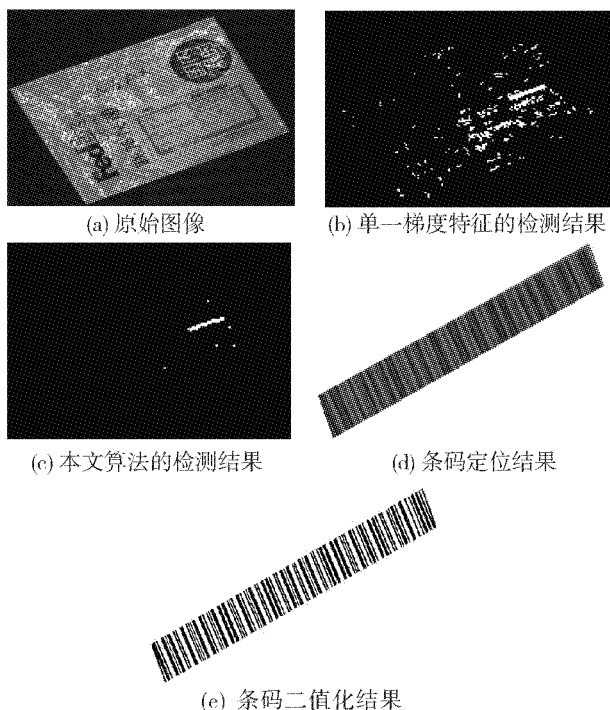 (a) 原始图像
(b) 单一梯度特征的检测结果
(c) 本文算法的检测结果
(d) 条码定位结果
(e) 条码二值化结果